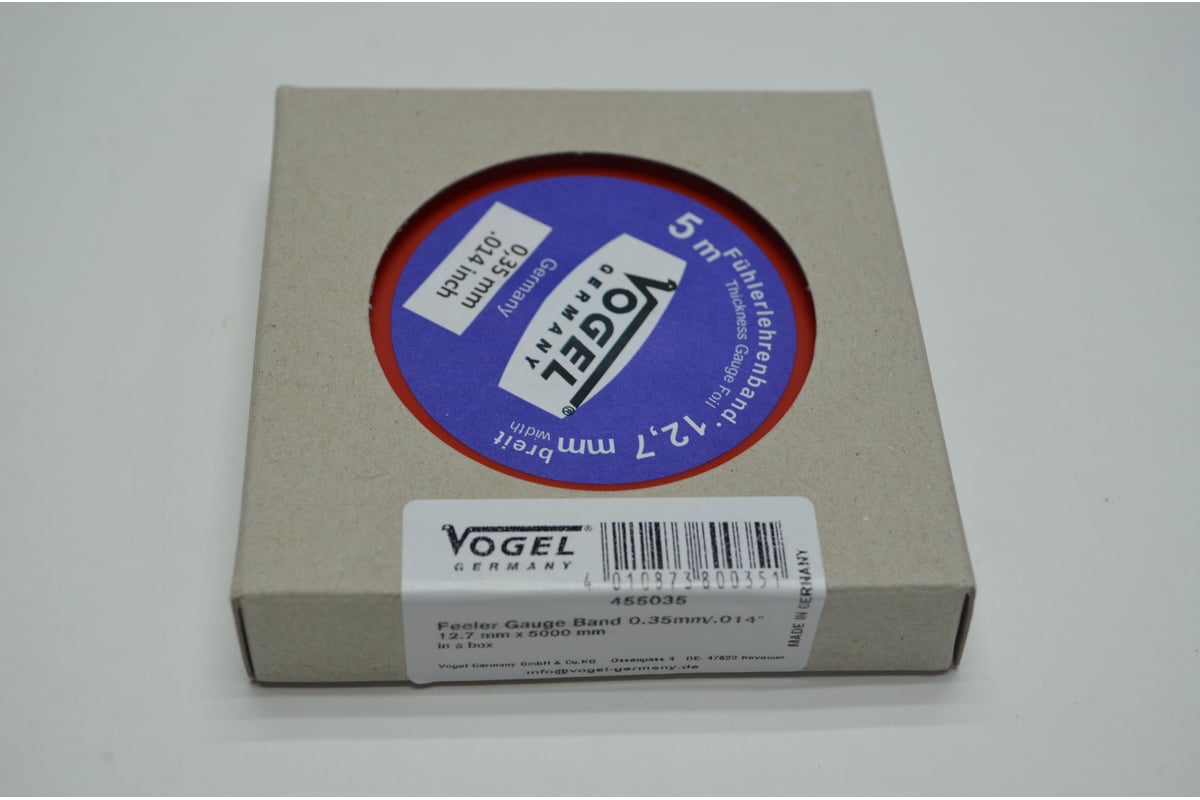 5 m
Fühlerlehrenband · 12,7 mm breit
Thickness Gauge Foil
width
VOGEL
GERMANY
®
Germany
0,35 mm
.014 inch
VOGEL®
GERMANY
4 010873 800351
455035
Feeler Gauge Band 0.35mm/.014"
12.7 mm x 5000 mm
in a box
Vogel Germany GmbH & Co.KG Ossenpass 4 DE- 47623 Kevelaer
info@vogel-germany.de
MADE IN GERMANY